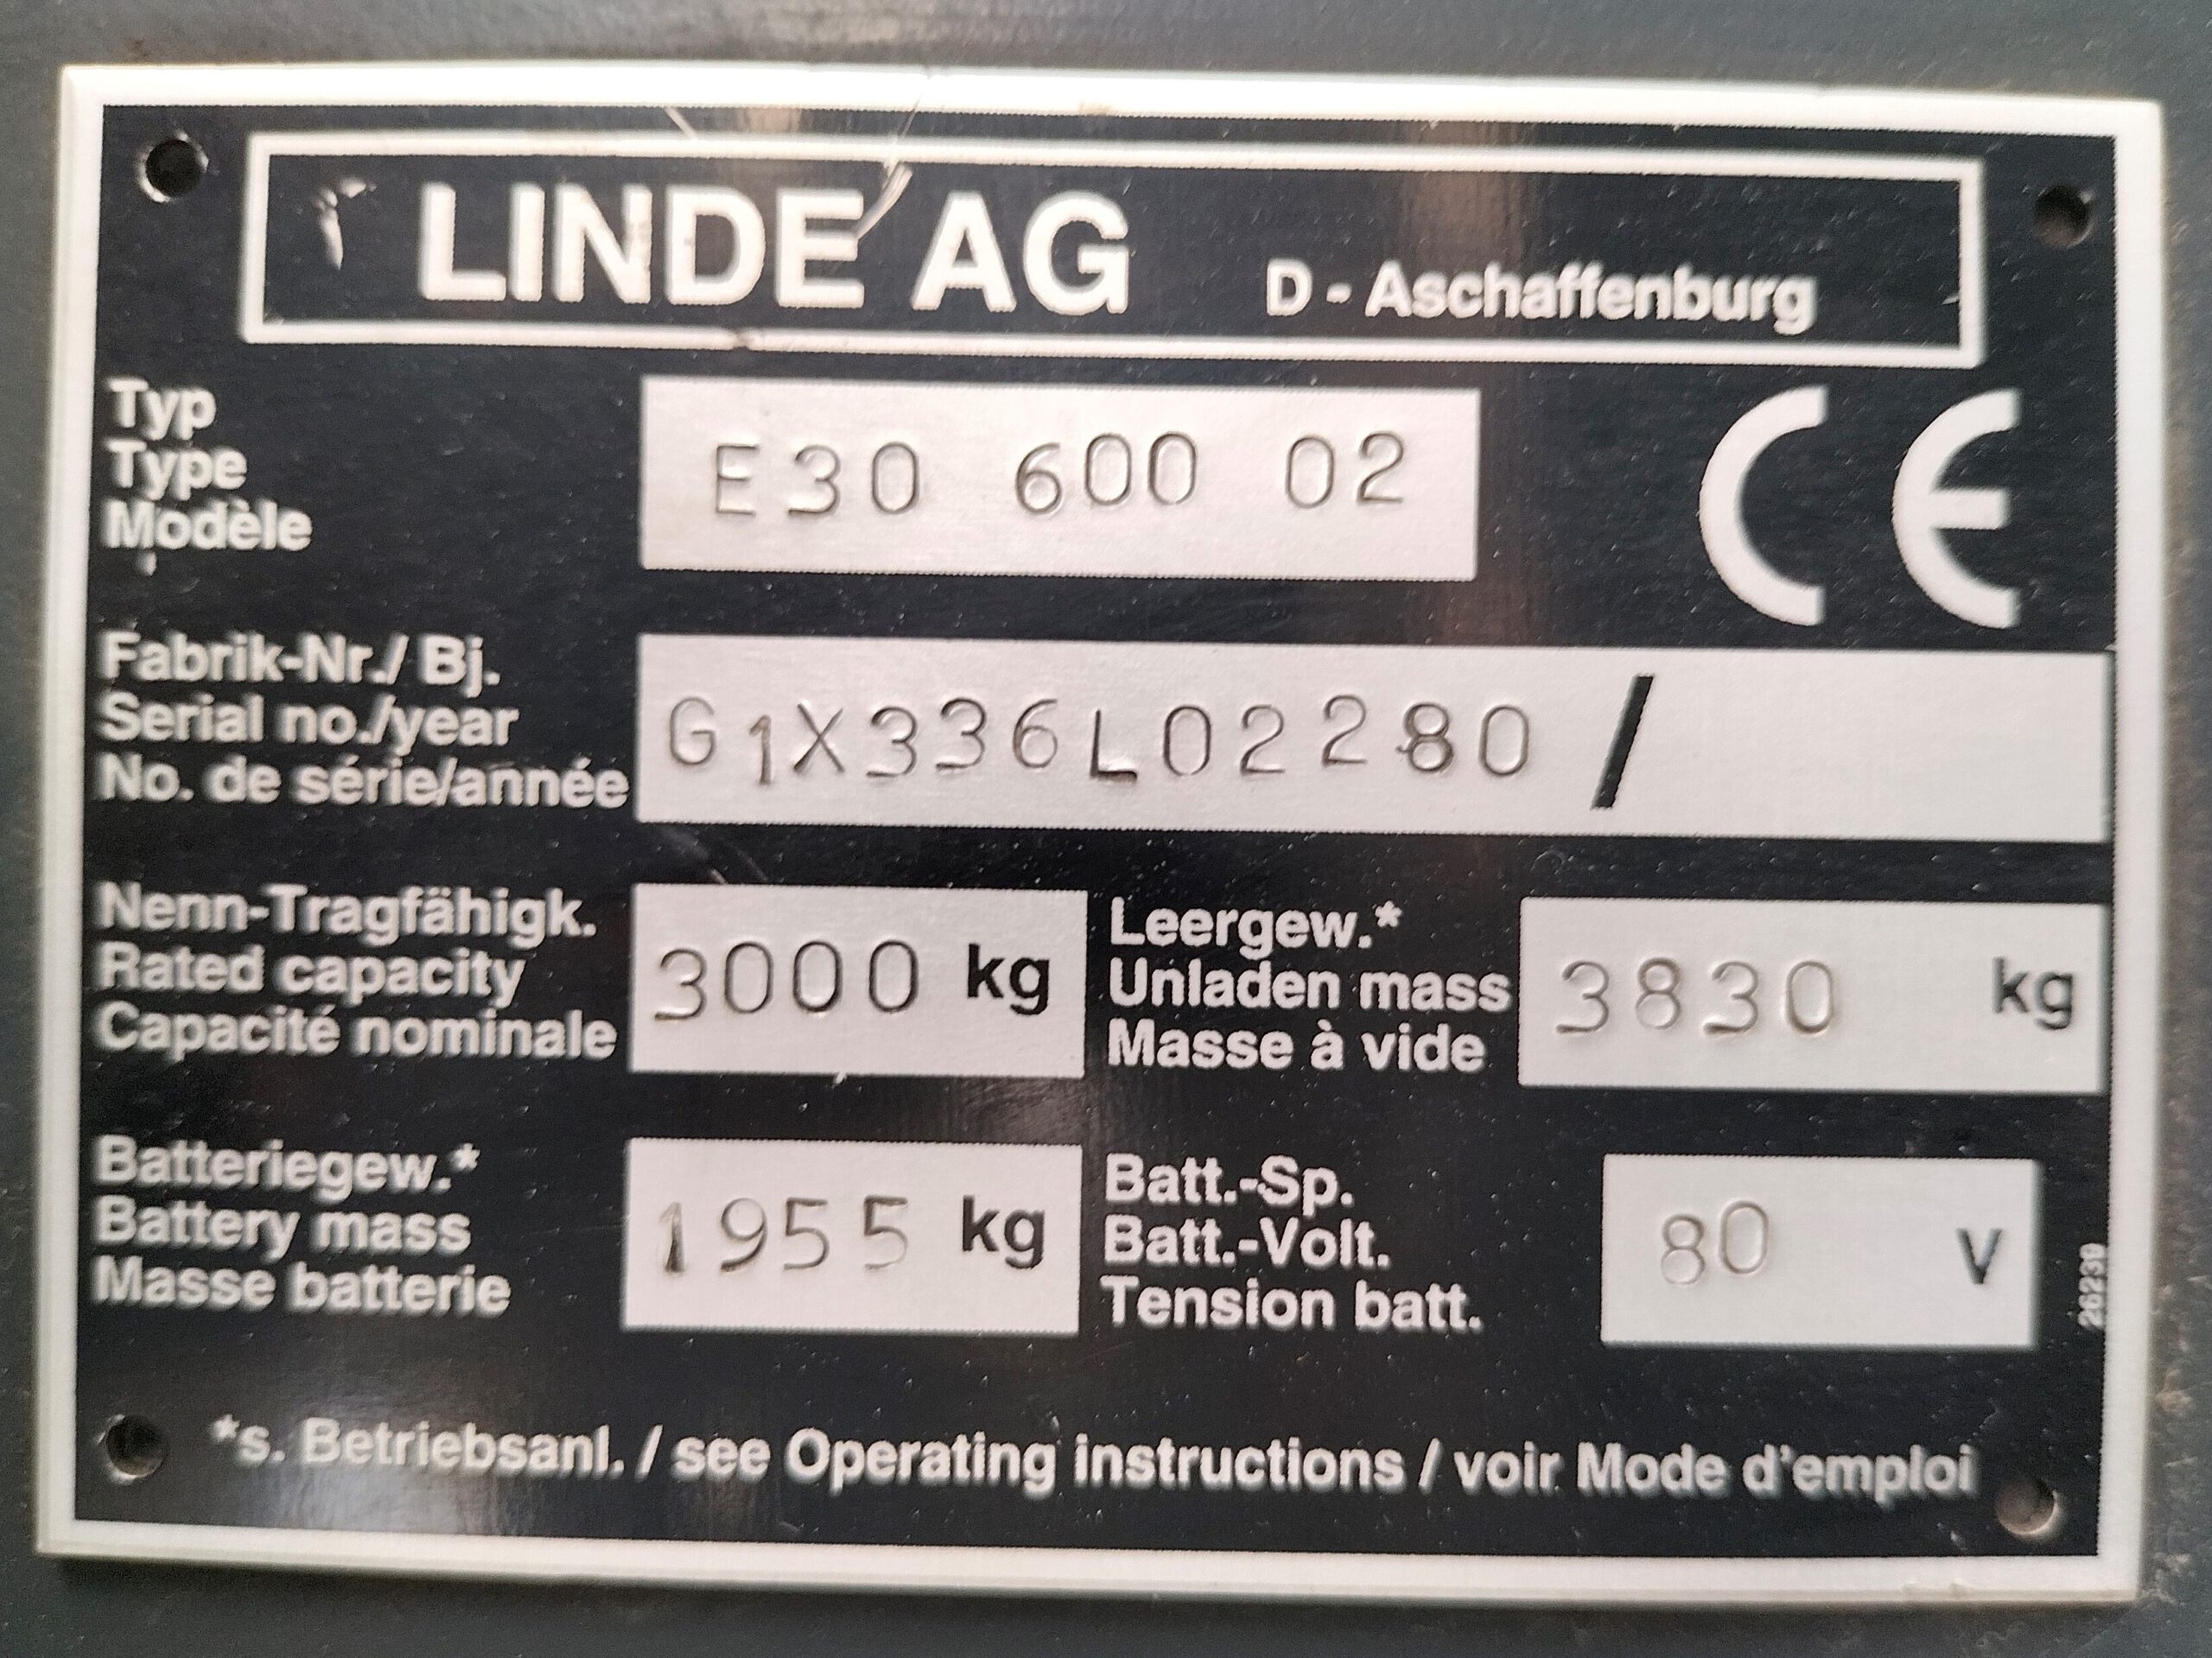 LINDE AG D - Aschaffenburg
Typ
Type
Modèle
E30 600 02
CE
Fabrik-Nr./ Bj.
Serial no./year
No. de série/année
G1X336L02280 /
Nenn-Tragfähigk.
Rated capacity
Capacité nominale
3000 kg
Leergew.*
Unladen mass
Masse à vide
3830 kg
Batteriegew.*
Battery mass
Masse batterie
1955 kg
Batt.-Sp.
Batt.-Volt.
Tension batt.
80 V
26239
*s. Betriebsanl. / see Operating instructions / voir Mode d'emploi